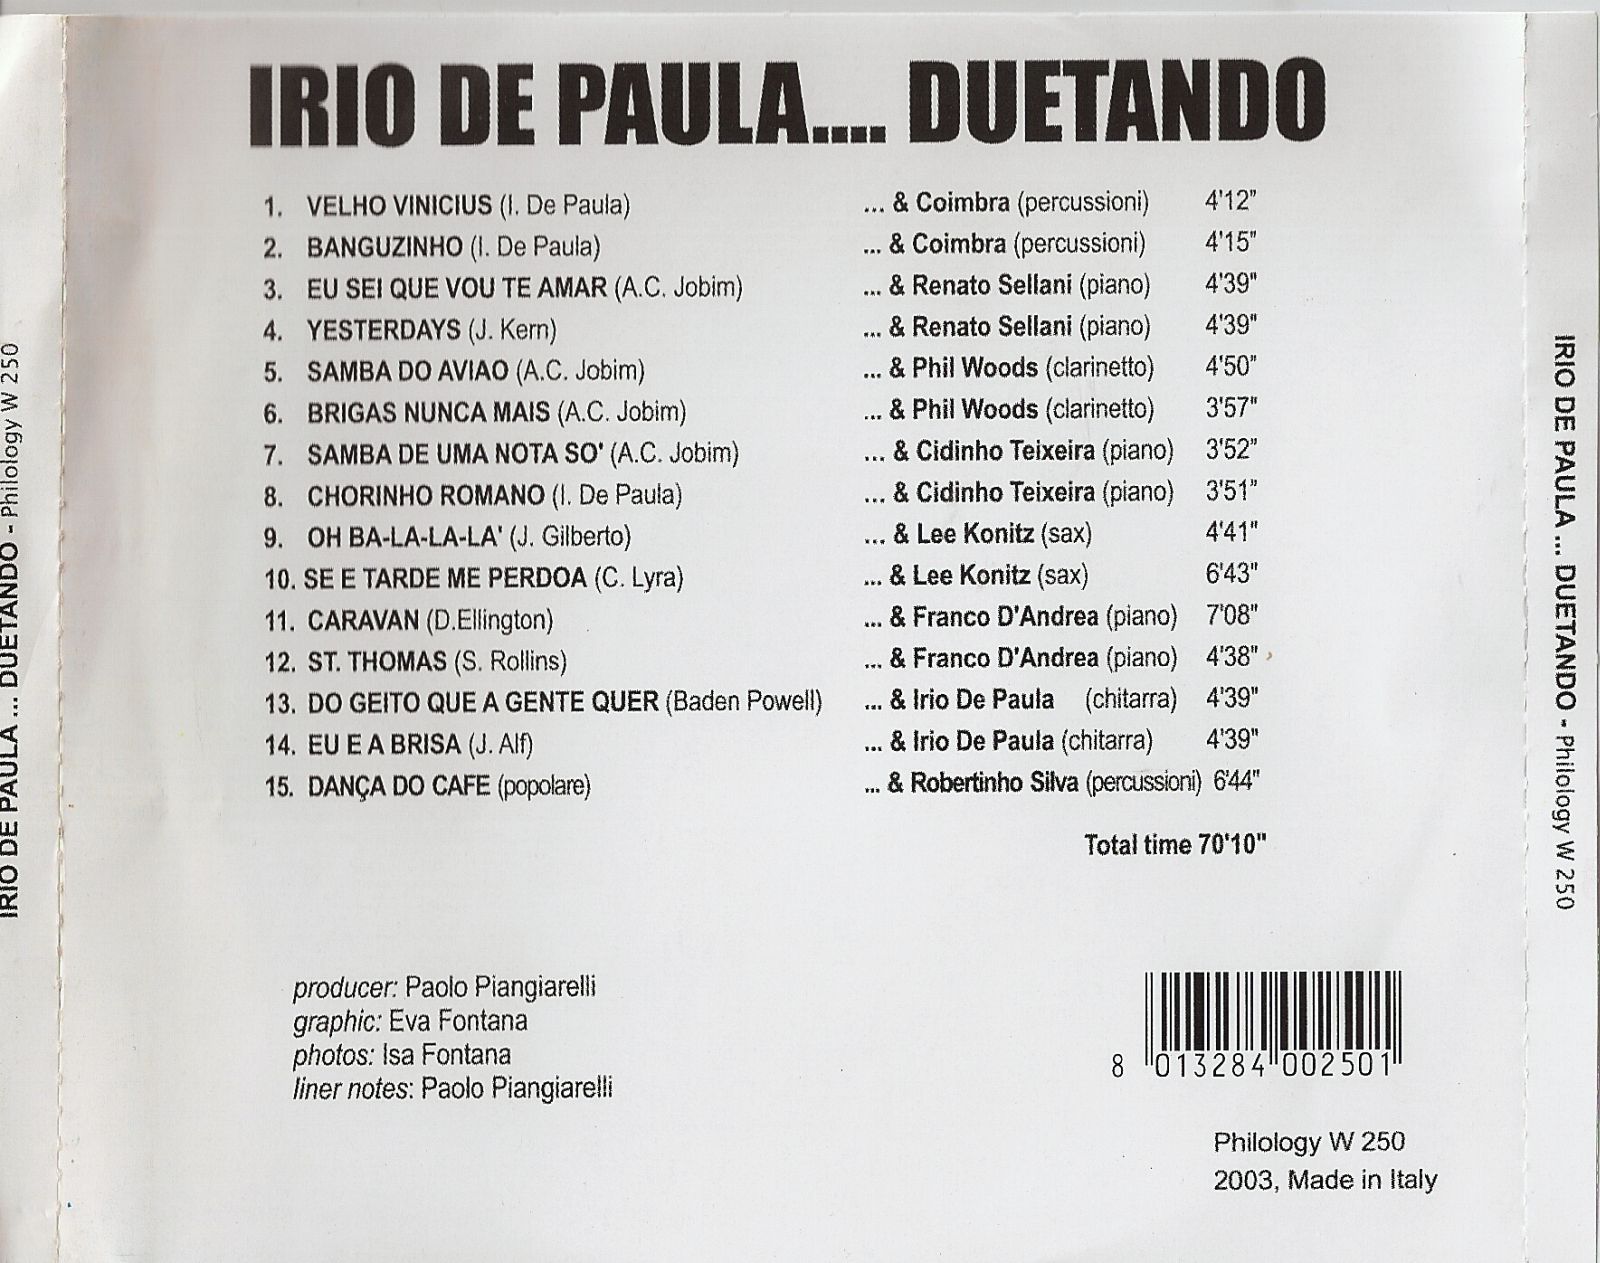 IRIO DE PAULA.... DUETANDO
1. VELHO VINICIUS (I. De Paula) ... & Coimbra (percussioni) 4'12"
2. BANGUZINHO (I. De Paula) ... & Coimbra (percussioni) 4'15"
3. EU SEI QUE VOU TE AMAR (A.C. Jobim) ... & Renato Sellani (piano) 4'39"
4. YESTERDAYS (J. Kern) ... & Renato Sellani (piano) 4'39"
5. SAMBA DO AVIAO (A.C. Jobim) ... & Phil Woods (clarinetto) 4'50"
6. BRIGAS NUNCA MAIS (A.C. Jobim) ... & Phil Woods (clarinetto) 3'57"
7. SAMBA DE UMA NOTA SO' (A.C. Jobim) ... & Cidinho Teixeira (piano) 3'52"
8. CHORINHO ROMANO (I. De Paula) ... & Cidinho Teixeira (piano) 3'51"
9. OH BA-LA-LA-LA' (J. Gilberto) ... & Lee Konitz (sax) 4'41"
10. SE E TARDE ME PERDOA (C. Lyra) ... & Lee Konitz (sax) 6'43"
11. CARAVAN (D.Ellington) ... & Franco D'Andrea (piano) 7'08"
12. ST. THOMAS (S. Rollins) ... & Franco D'Andrea (piano) 4'38"
13. DO GEITO QUE A GENTE QUER (Baden Powell) ... & Irio De Paula (chitarra) 4'39"
14. EU E A BRISA (J. Alf) ... & Irio De Paula (chitarra) 4'39"
15. DANÇA DO CAFE (popolare) ... & Robertinho Silva (percussioni) 6'44"
Total time 70'10"
producer: Paolo Piangiarelli
graphic: Eva Fontana
photos: Isa Fontana
liner notes: Paolo Piangiarelli
8 013284 002501
Philology W 250
2003, Made in Italy
IRIO DE PAULA ... DUETANDO - Philology W 250
IRIO DE PAULA ... DUETANDO - Philology W 250